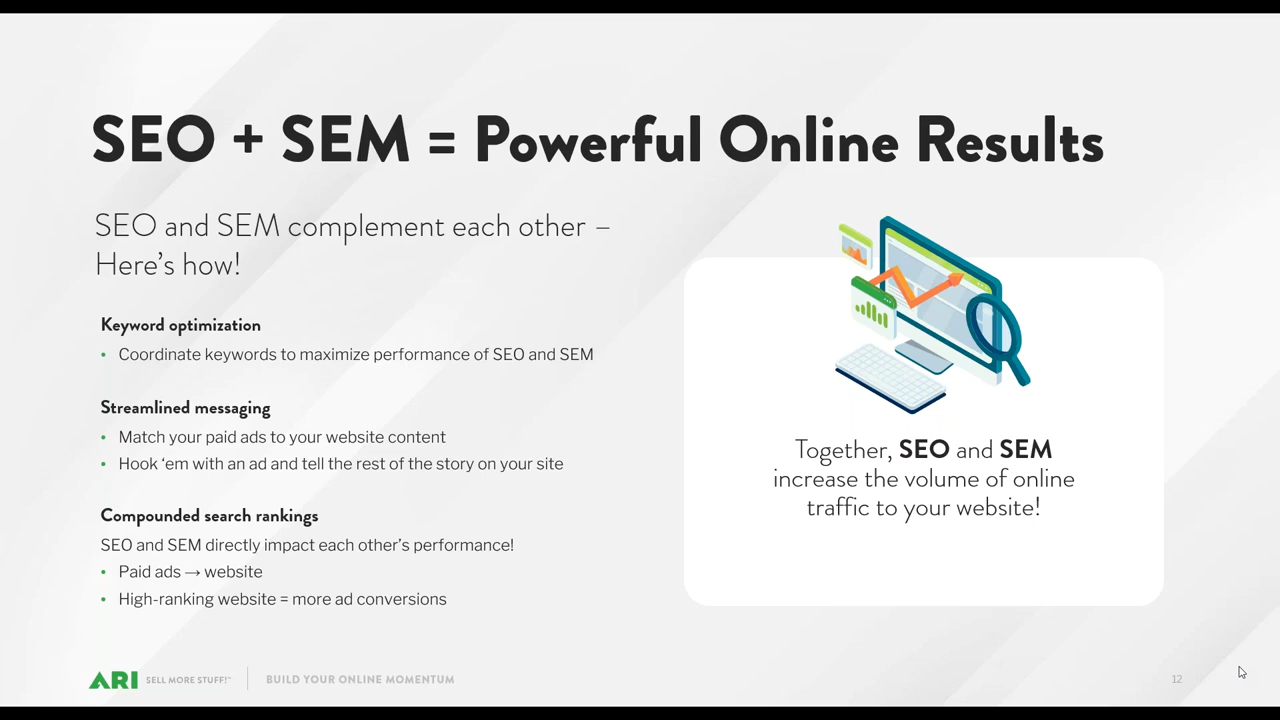 SEO + SEM = Powerful Online Results
SEO and SEM complement each other –
Here's how!
Keyword optimization
• Coordinate keywords to maximize performance of SEO and SEM
Streamlined messaging
• Match your paid ads to your website content
• Hook ‘em with an ad and tell the rest of the story on your site
Compounded search rankings
SEO and SEM directly impact each other's performance!
• Paid ads → website
• High-ranking website = more ad conversions
Together, SEO and SEM
increase the volume of online
traffic to your website!
ARI SELL MORE STUFF!™ | BUILD YOUR ONLINE MOMENTUM
12